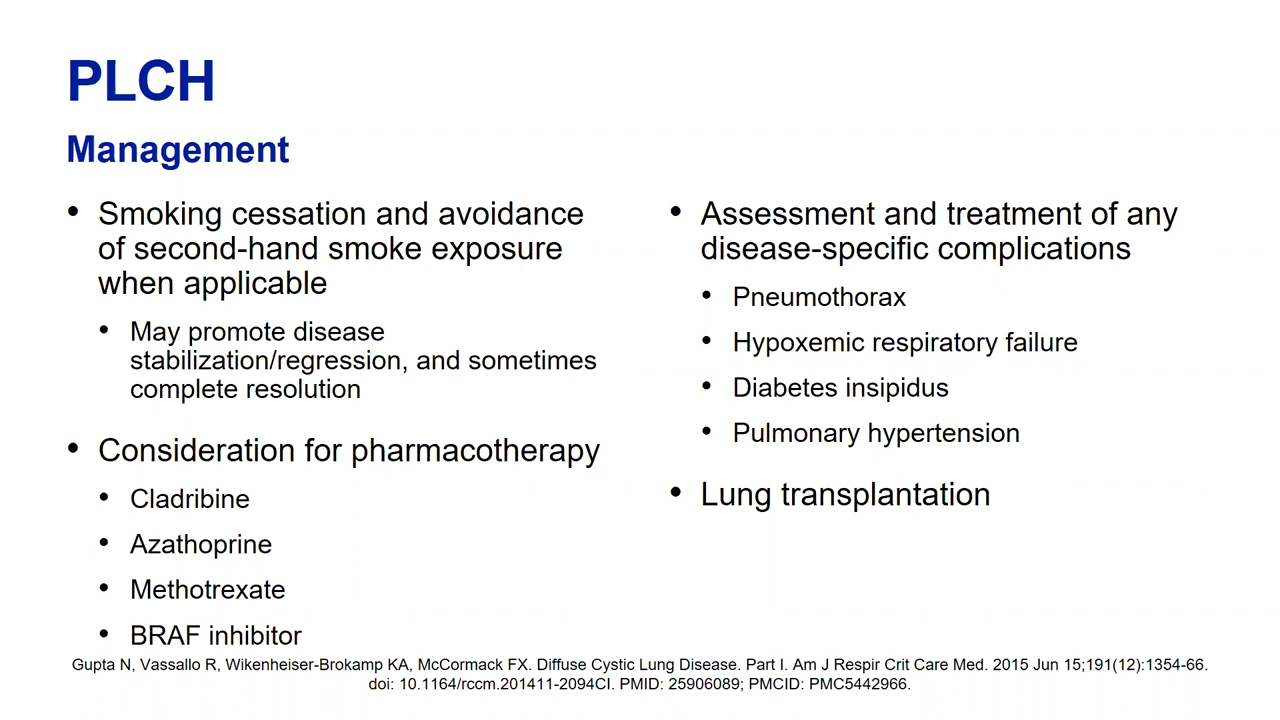 PLCH
Management
• Smoking cessation and avoidance
of second-hand smoke exposure
when applicable
• May promote disease
stabilization/regression, and sometimes
complete resolution
• Consideration for pharmacotherapy
• Cladribine
• Azathoprine
• Methotrexate
• BRAF inhibitor
• Assessment and treatment of any
disease-specific complications
• Pneumothorax
• Hypoxemic respiratory failure
• Diabetes insipidus
• Pulmonary hypertension
• Lung transplantation
Gupta N, Vassallo R, Wikenheiser-Brokamp KA, McCormack FX. Diffuse Cystic Lung Disease. Part I. Am J Respir Crit Care Med. 2015 Jun 15;191(12):1354-66.
doi: 10.1164/rccm.201411-2094CI. PMID: 25906089; PMCID: PMC5442966.